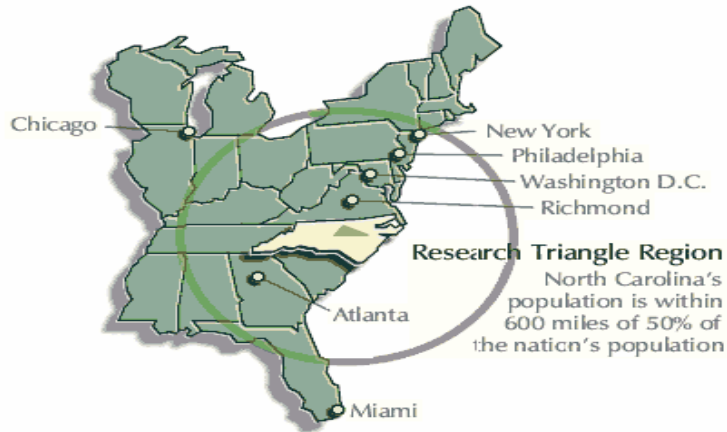 Chicago
New York
Philadelphia
Washington D.C.
Richmond
Research Triangle Region
North Carolina's
population is within
600 miles of 50% of
the nation's population
Atlanta
Miami